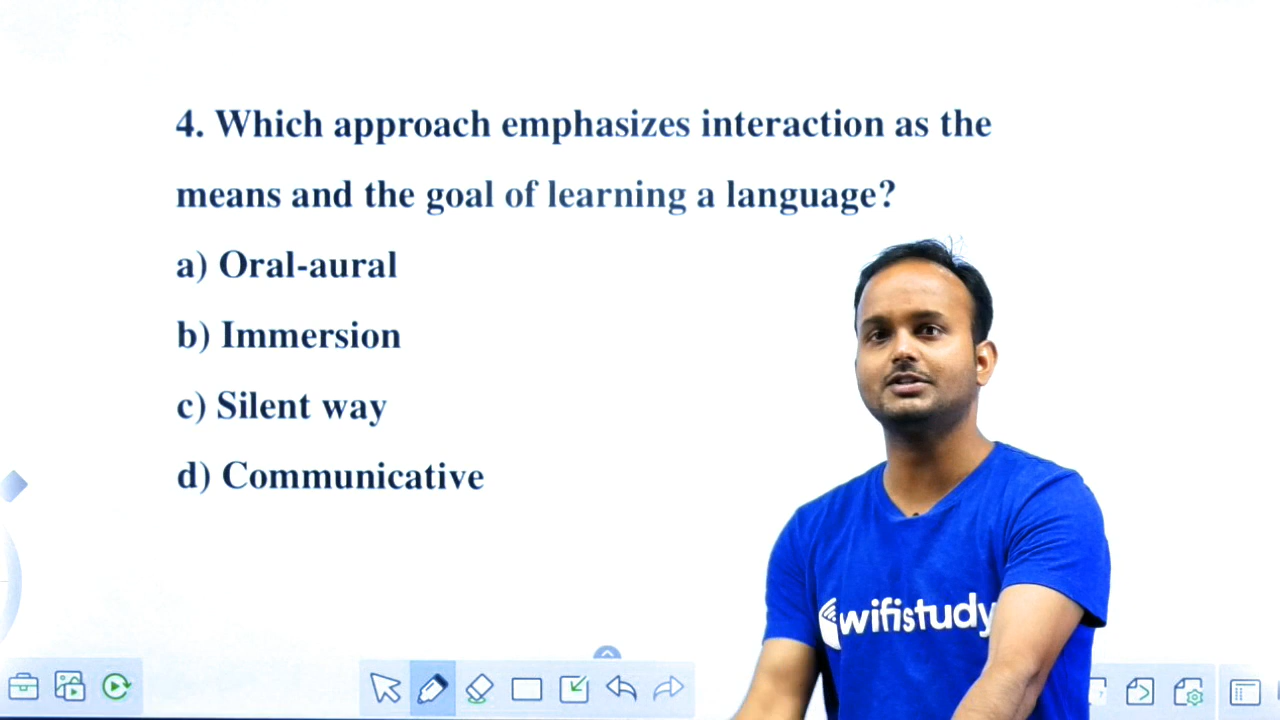 4. Which approach emphasizes interaction as the
means and the goal of learning a language?
a) Oral-aural
b) Immersion
c) Silent way
d) Communicative
wifistudy